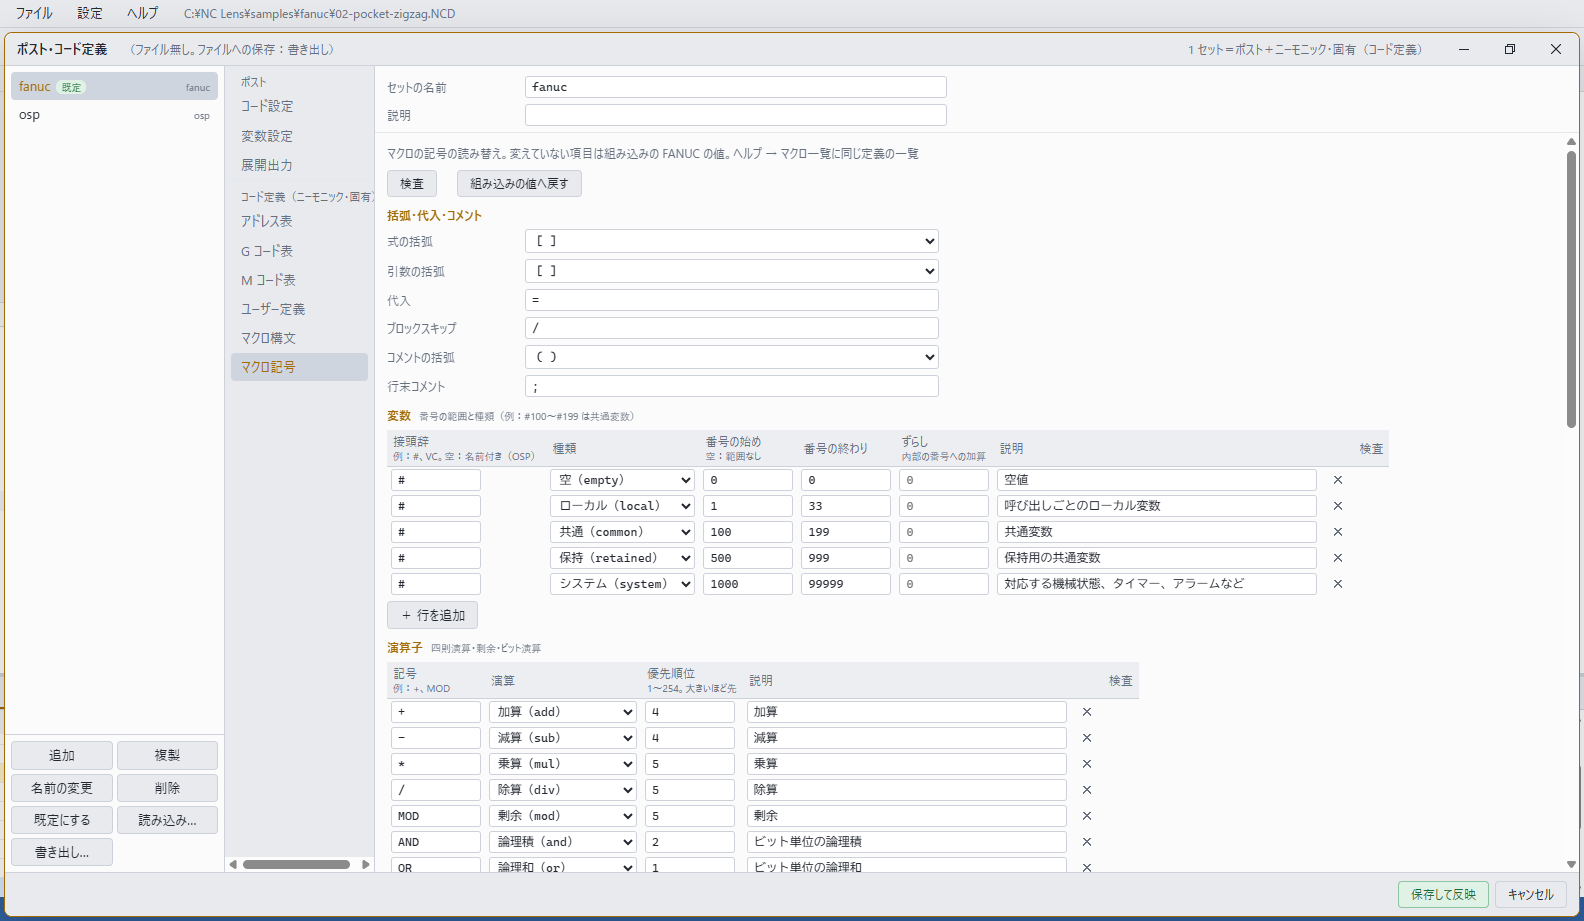 ファイル 設定 ヘルプ C:¥NC Lens¥samples¥fanuc¥02-pocket-zigzag.NCD
ポスト・コード定義 （ファイル無し。ファイルへの保存：書き出し） 1 セット＝ポスト＋ニーモニック・固有（コード定義）
fanuc 既定 fanuc
osp osp
追加 複製
名前の変更 削除
既定にする 読み込み...
書き出し...
ポスト
コード設定
変数設定
展開出力
コード定義（ニーモニック・固有）
アドレス表
G コード表
M コード表
ユーザー定義
マクロ構文
マクロ記号
セットの名前 fanuc
説明
マクロの記号の読み替え。変えていない項目は組み込みの FANUC の値。ヘルプ → マクロ一覧に同じ定義の一覧
検査 組み込みの値へ戻す
括弧・代入・コメント
式の括弧 [ ]
引数の括弧 [ ]
代入 =
ブロックスキップ /
コメントの括弧 ( )
行末コメント ;
変数 番号の範囲と種類（例：#100～#199 は共通変数）
接頭辞 種類 番号の始め 番号の終わり ずらし 説明 検査
例：#、VC。空：名前付き（OSP） 空：範囲なし 内部の番号への加算
# 空（empty） 0 0 0 空値 ×
# ローカル（local） 1 33 0 呼び出しごとのローカル変数 ×
# 共通（common） 100 199 0 共通変数 ×
# 保持（retained） 500 999 0 保持用の共通変数 ×
# システム（system） 1000 99999 0 対応する機械状態、タイマー、アラームなど ×
＋ 行を追加
演算子 四則演算・剰余・ビット演算
記号 演算 優先順位 説明 検査
例：+、MOD 1～254。大きいほど先
+ 加算（add） 4 加算 ×
- 減算（sub） 4 減算 ×
* 乗算（mul） 5 乗算 ×
/ 除算（div） 5 除算 ×
MOD 剰余（mod） 5 剰余 ×
AND 論理積（and） 2 ビット単位の論理積 ×
OR 論理和（or） 1 ビット単位の論理和 ×
保存して反映 キャンセル